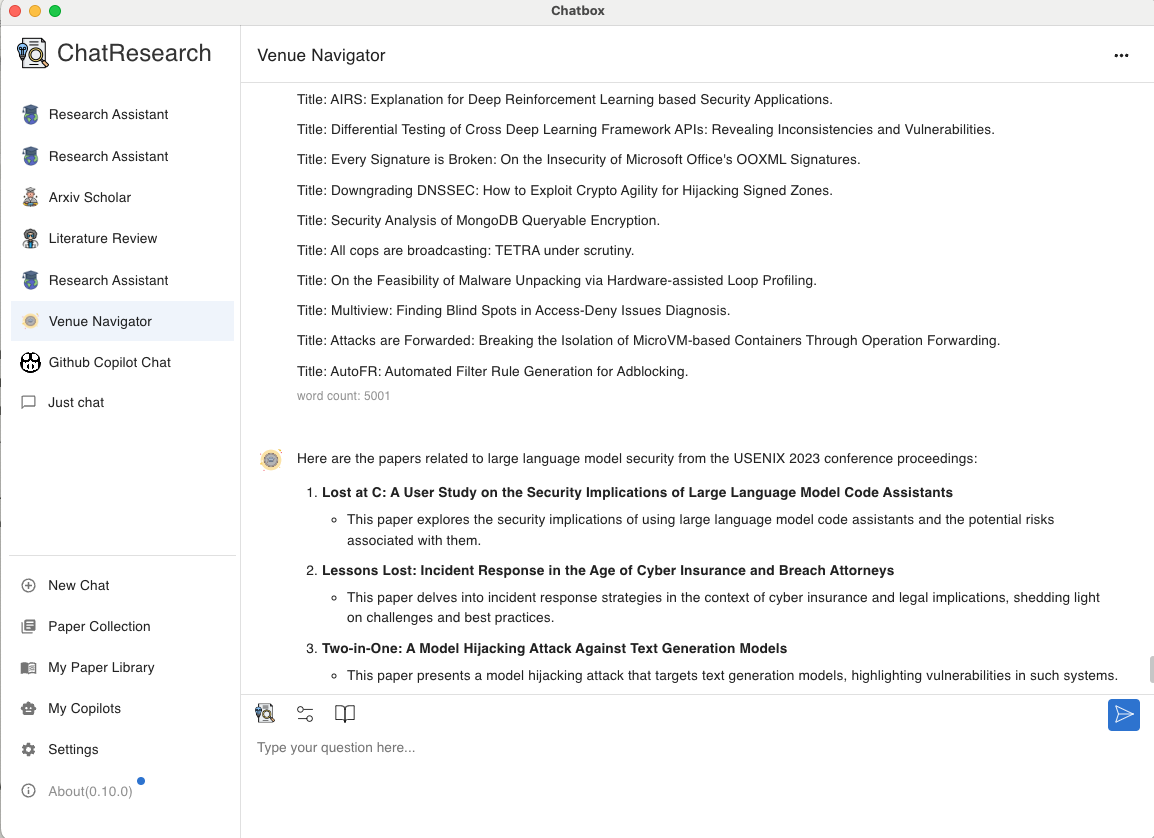 Chatbox
ChatResearch
Research Assistant
Research Assistant
Arxiv Scholar
Literature Review
Research Assistant
Venue Navigator
Github Copilot Chat
Just chat
New Chat
Paper Collection
My Paper Library
My Copilots
Settings
About(0.10.0)
Venue Navigator
Title: AIRS: Explanation for Deep Reinforcement Learning based Security Applications.
Title: Differential Testing of Cross Deep Learning Framework APIs: Revealing Inconsistencies and Vulnerabilities.
Title: Every Signature is Broken: On the Insecurity of Microsoft Office's OOXML Signatures.
Title: Downgrading DNSSEC: How to Exploit Crypto Agility for Hijacking Signed Zones.
Title: Security Analysis of MongoDB Queryable Encryption.
Title: All cops are broadcasting: TETRA under scrutiny.
Title: On the Feasibility of Malware Unpacking via Hardware-assisted Loop Profiling.
Title: Multiview: Finding Blind Spots in Access-Deny Issues Diagnosis.
Title: Attacks are Forwarded: Breaking the Isolation of MicroVM-based Containers Through Operation Forwarding.
Title: AutoFR: Automated Filter Rule Generation for Adblocking.
word count: 5001
Here are the papers related to large language model security from the USENIX 2023 conference proceedings:
1. Lost at C: A User Study on the Security Implications of Large Language Model Code Assistants
This paper explores the security implications of using large language model code assistants and the potential risks
associated with them.
2. Lessons Lost: Incident Response in the Age of Cyber Insurance and Breach Attorneys
This paper delves into incident response strategies in the context of cyber insurance and legal implications, shedding light
on challenges and best practices.
3. Two-in-One: A Model Hijacking Attack Against Text Generation Models
This paper presents a model hijacking attack that targets text generation models, highlighting vulnerabilities in such systems.
Type your question here...